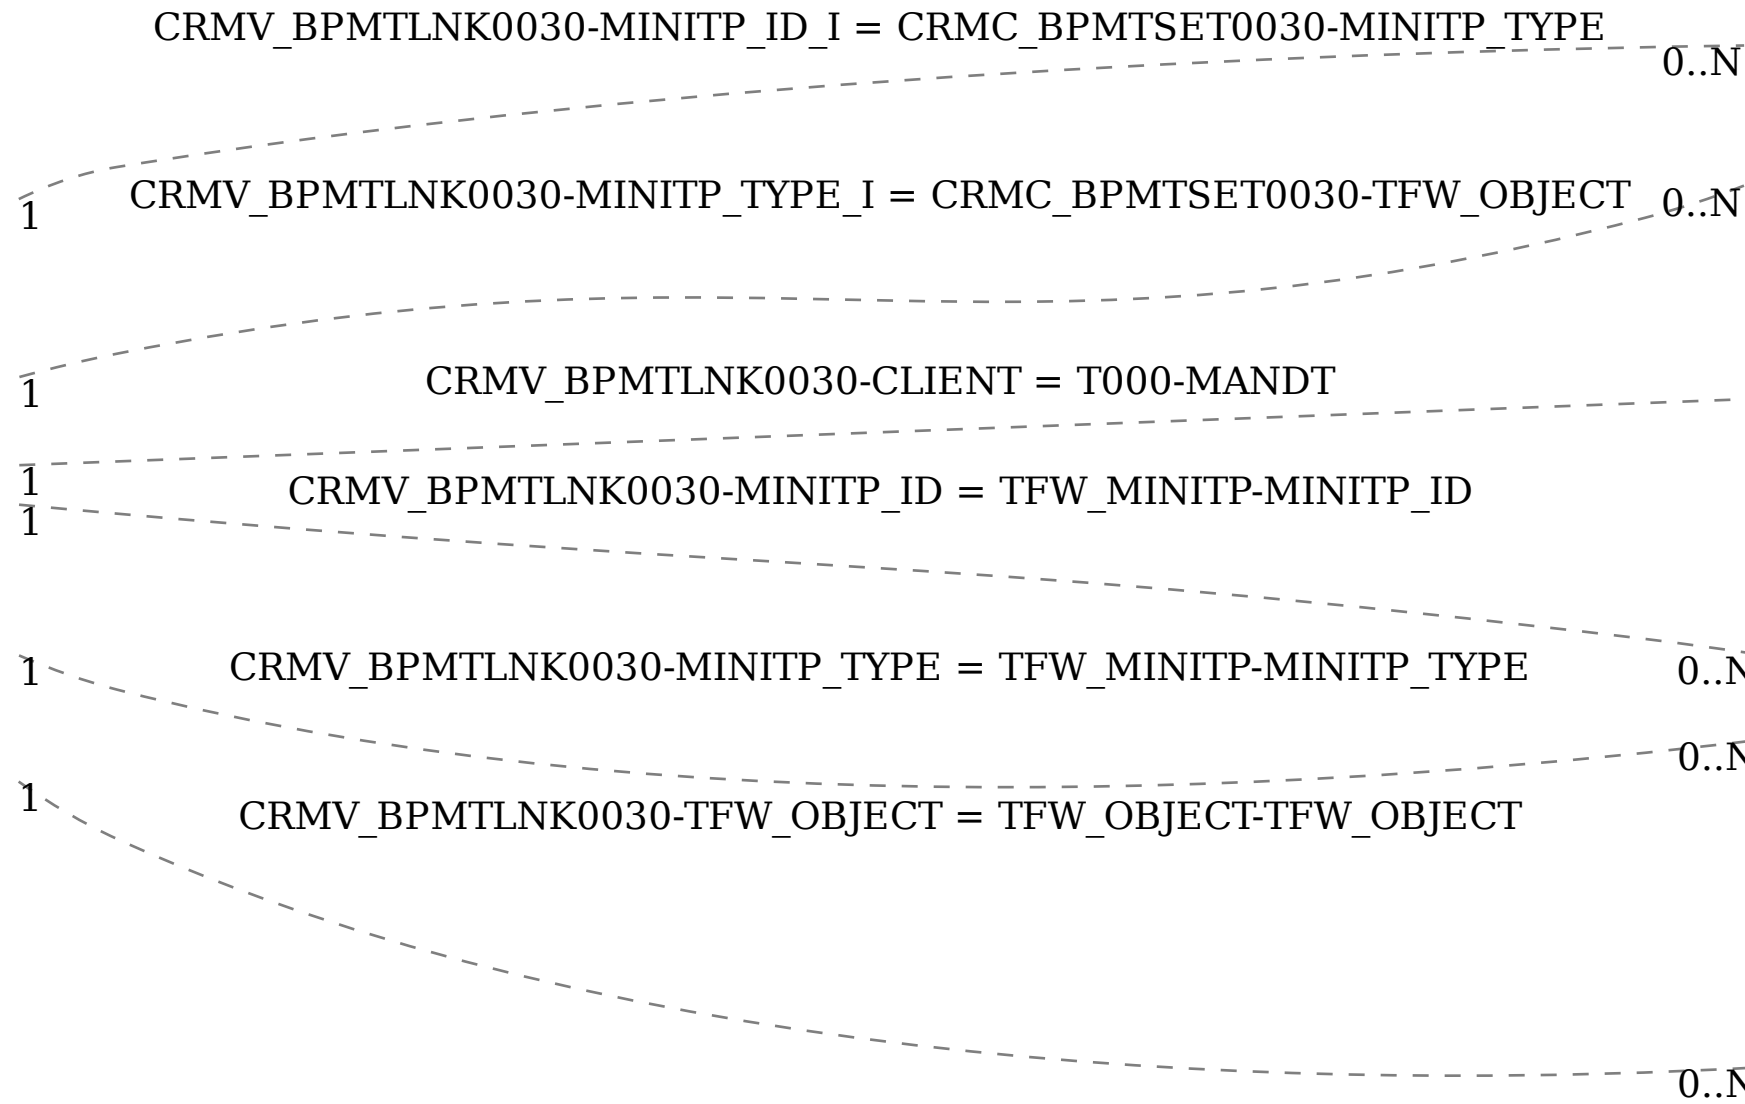 CRMV_BPMTLNK0030-MINITP_ID_I = CRMC_BPMTSET0030-MINITP_TYPE
0..N
1
CRMV_BPMTLNK0030-MINITP_TYPE_I = CRMC_BPMTSET0030-TFW_OBJECT
0..N
1
CRMV_BPMTLNK0030-CLIENT = T000-MANDT
1
CRMV_BPMTLNK0030-MINITP_ID = TFW_MINITP-MINITP_ID
1
0..N
1
CRMV_BPMTLNK0030-MINITP_TYPE = TFW_MINITP-MINITP_TYPE
0..N
1
CRMV_BPMTLNK0030-TFW_OBJECT = TFW_OBJECT-TFW_OBJECT
0..N